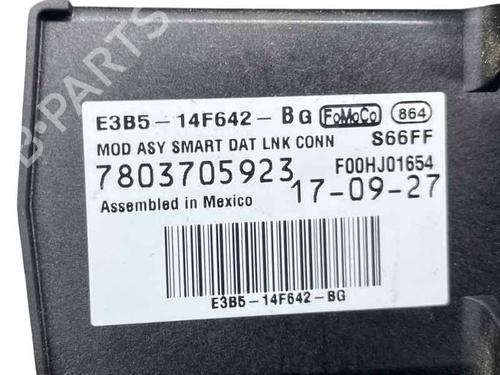 B-PARTS
E3B5-14F642-BG FoMoCo 864
MOD ASY SMART DAT LNK CONN S66FF
7803705923 F00HJ01654
Assembled in Mexico 17-09-27
E3B5-14F642-BG